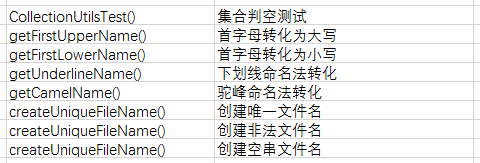 CollectionUtilsTest() 集合判空测试
getFirstUpperName() 首字母转化为大写
getFirstLowerName() 首字母转化为小写
getUnderlineName() 下划线命名法转化
getCamelName() 驼峰命名法转化
createUniqueFileName() 创建唯一文件名
createUniqueFileName() 创建非法文件名
createUniqueFileName() 创建空串文件名